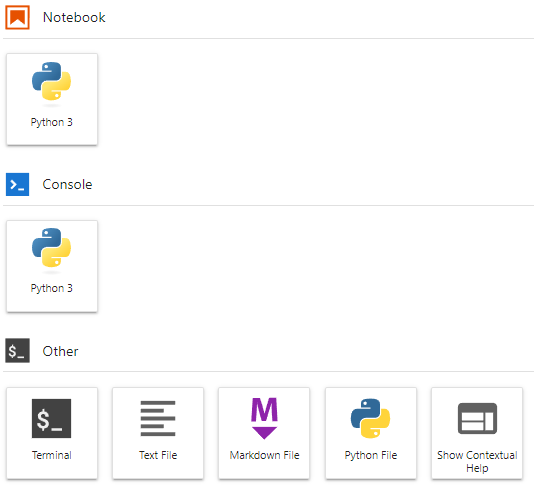 Notebook
Python 3
Console
Python 3
$_ Other
$_
Terminal
Text File
M
Markdown File
Python File
Show Contextual
Help